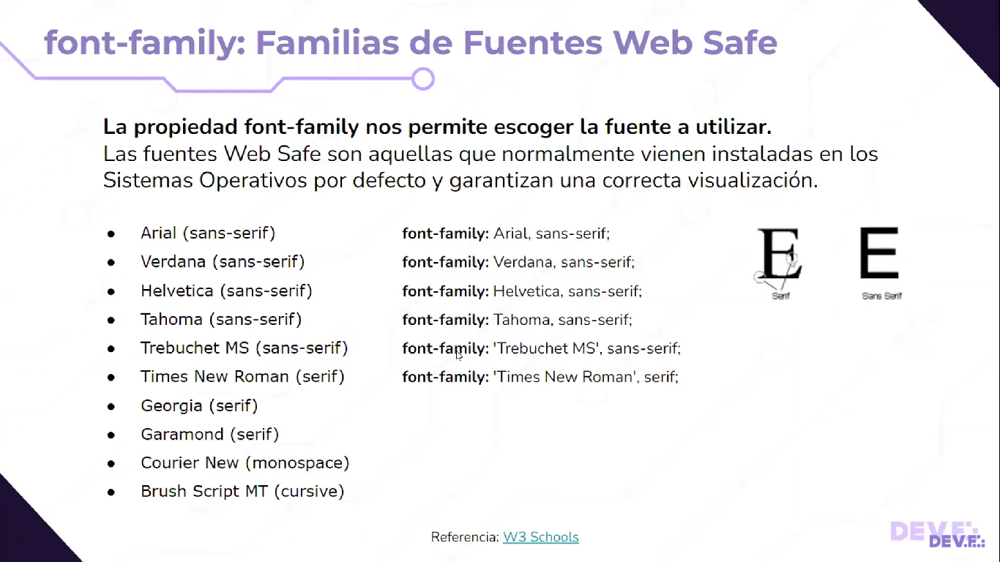 font-family: Familias de Fuentes Web Safe
La propiedad font-family nos permite escoger la fuente a utilizar.
Las fuentes Web Safe son aquellas que normalmente vienen instaladas en los
Sistemas Operativos por defecto y garantizan una correcta visualización.
● Arial (sans-serif)
● Verdana (sans-serif)
● Helvetica (sans-serif)
● Tahoma (sans-serif)
● Trebuchet MS (sans-serif)
● Times New Roman (serif)
● Georgia (serif)
● Garamond (serif)
● Courier New (monospace)
● Brush Script MT (cursive)
font-family: Arial, sans-serif;
font-family: Verdana, sans-serif;
font-family: Helvetica, sans-serif;
font-family: Tahoma, sans-serif;
font-family: 'Trebuchet MS', sans-serif;
font-family: 'Times New Roman', serif;
E
Serif
E
Sans Serif
Referencia: W3 Schools
DEV.F.:
DEV.F.: